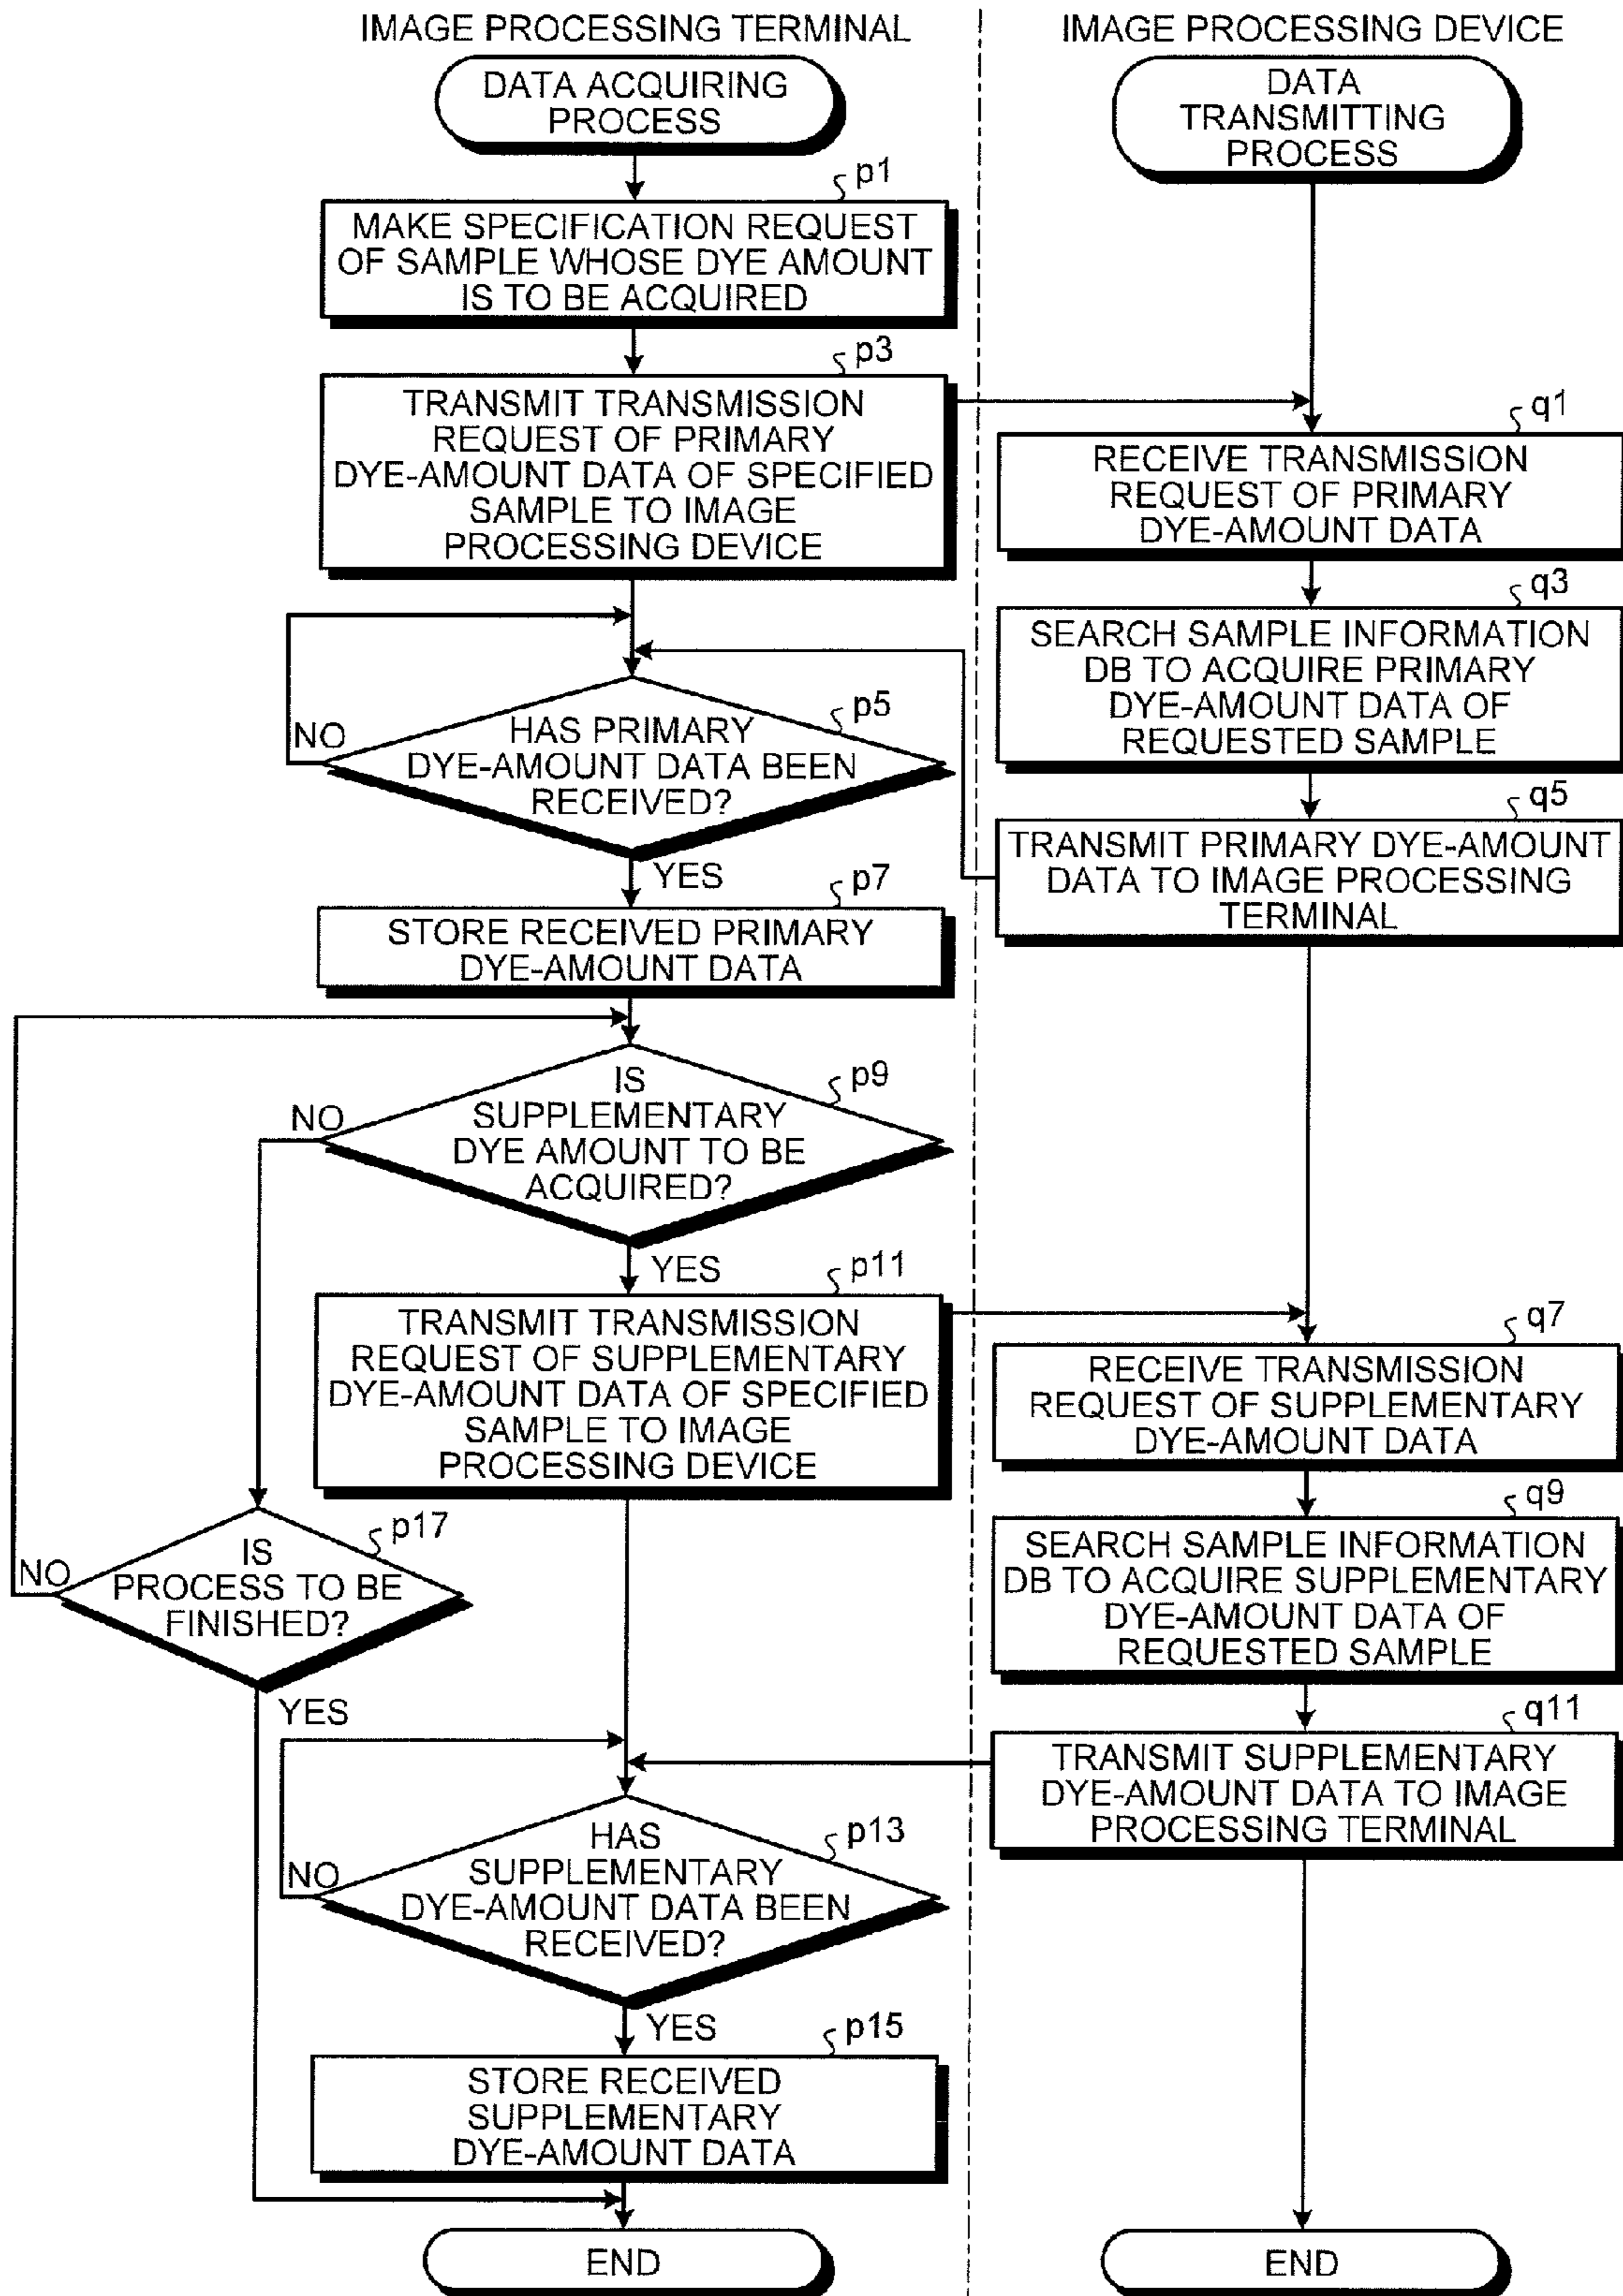 IMAGE PROCESSING TERMINAL
DATA ACQUIRING
PROCESS
p1
MAKE SPECIFICATION REQUEST
OF SAMPLE WHOSE DYE AMOUNT
IS TO BE ACQUIRED
p3
TRANSMIT TRANSMISSION
REQUEST OF PRIMARY
DYE-AMOUNT DATA OF SPECIFIED
SAMPLE TO IMAGE
PROCESSING DEVICE
p5
HAS PRIMARY
DYE-AMOUNT DATA BEEN
RECEIVED?
NO
YES
p7
STORE RECEIVED PRIMARY
DYE-AMOUNT DATA
p9
IS
SUPPLEMENTARY
DYE AMOUNT TO BE
ACQUIRED?
NO
YES
p11
TRANSMIT TRANSMISSION
REQUEST OF SUPPLEMENTARY
DYE-AMOUNT DATA OF SPECIFIED
SAMPLE TO IMAGE
PROCESSING DEVICE
p17
IS
PROCESS TO BE
FINISHED?
NO
YES
p13
HAS
SUPPLEMENTARY
DYE-AMOUNT DATA BEEN
RECEIVED?
NO
YES
p15
STORE RECEIVED
SUPPLEMENTARY
DYE-AMOUNT DATA
END
IMAGE PROCESSING DEVICE
DATA
TRANSMITTING
PROCESS
q1
RECEIVE TRANSMISSION
REQUEST OF PRIMARY
DYE-AMOUNT DATA
q3
SEARCH SAMPLE INFORMATION
DB TO ACQUIRE PRIMARY
DYE-AMOUNT DATA OF
REQUESTED SAMPLE
q5
TRANSMIT PRIMARY DYE-AMOUNT
DATA TO IMAGE PROCESSING
TERMINAL
q7
RECEIVE TRANSMISSION
REQUEST OF SUPPLEMENTARY
DYE-AMOUNT DATA
q9
SEARCH SAMPLE INFORMATION
DB TO ACQUIRE SUPPLEMENTARY
DYE-AMOUNT DATA OF
REQUESTED SAMPLE
q11
TRANSMIT SUPPLEMENTARY
DYE-AMOUNT DATA TO IMAGE
PROCESSING TERMINAL
END